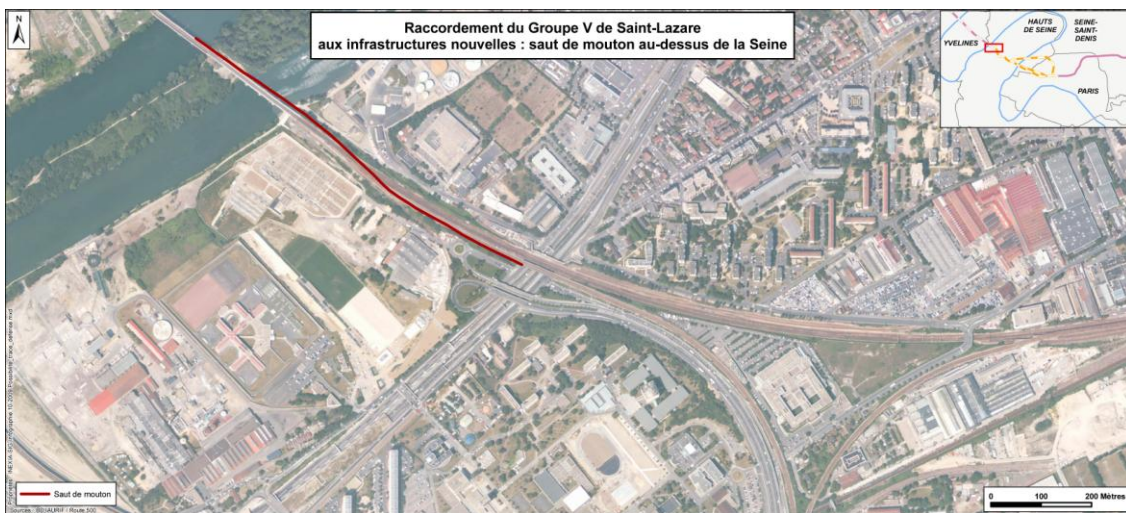 Raccordement du Groupe V de Saint-Lazare
aux infrastructures nouvelles : saut de mouton au-dessus de la Seine
N
HAUTS
DE SEINE
SEINE-
SAINT-
DENIS
YVELINES
PARIS
Saut de mouton
0 100 200 Mètres